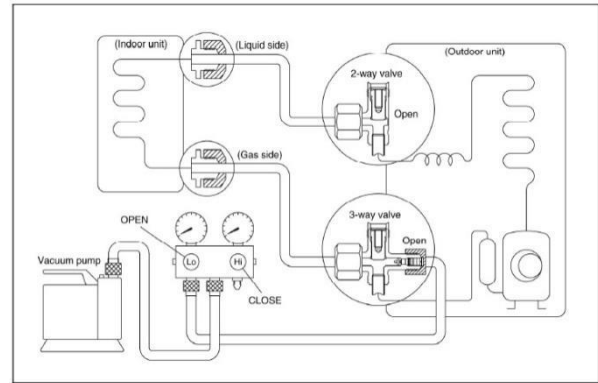 (Indoor unit)
(Liquid side)
(Outdoor unit)
2-way valve
Open
(Gas side)
3-way valve
Open
OPEN
Vacuum pump
Lo
Hi
CLOSE